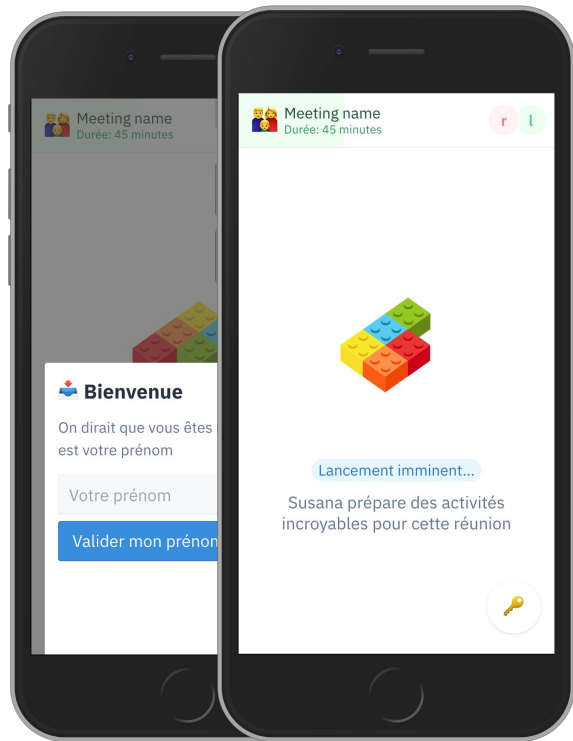 Meeting name
Durée: 45 minutes
Bienvenue
On dirait que vous êtes
est votre prénom
Votre prénom
Valider mon prénom
Meeting name
Durée: 45 minutes
r l
Lancement imminent...
Susana prépare des activités
incroyables pour cette réunion